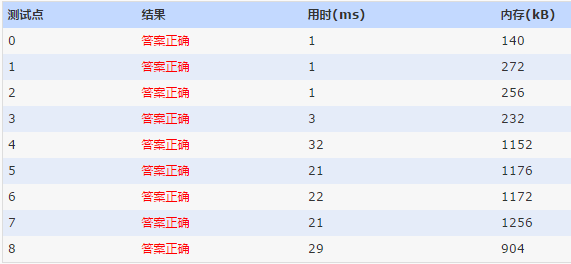 测试点 结果 用时(ms) 内存(kB)
0 答案正确 1 140
1 答案正确 1 272
2 答案正确 1 256
3 答案正确 3 232
4 答案正确 32 1152
5 答案正确 21 1176
6 答案正确 22 1172
7 答案正确 21 1256
8 答案正确 29 904